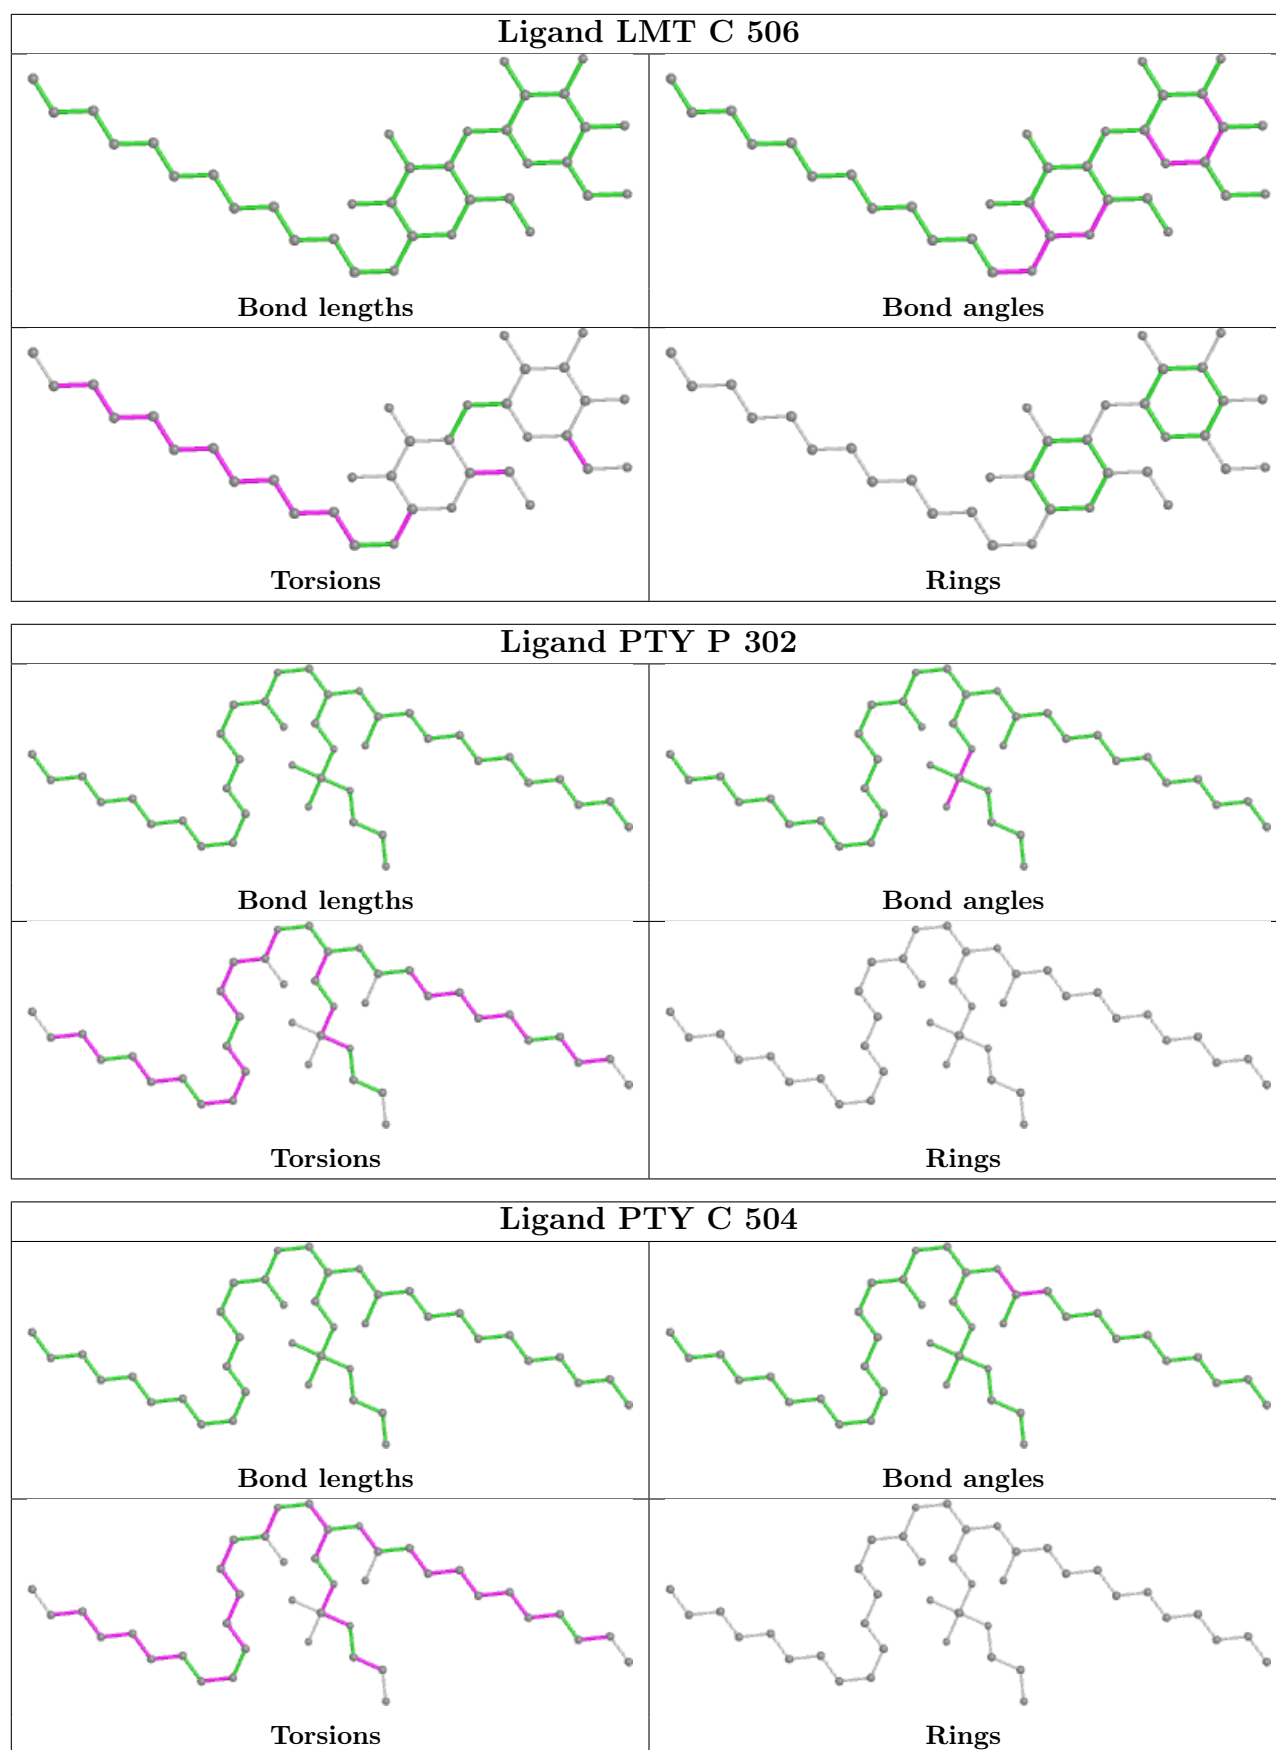 Ligand LMT C 506
Bond lengths
Bond angles
Torsions
Rings
Ligand PTY P 302
Bond lengths
Bond angles
Torsions
Rings
Ligand PTY C 504
Bond lengths
Bond angles
Torsions
Rings